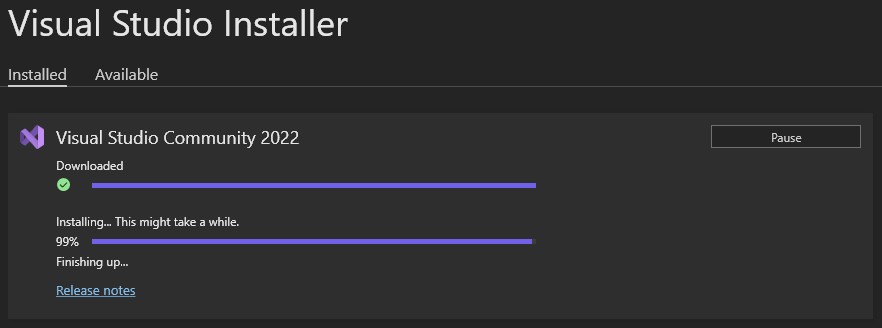 Visual Studio Installer
Installed Available
Visual Studio Community 2022 Pause
Downloaded
Installing... This might take a while.
99%
Finishing up...
Release notes